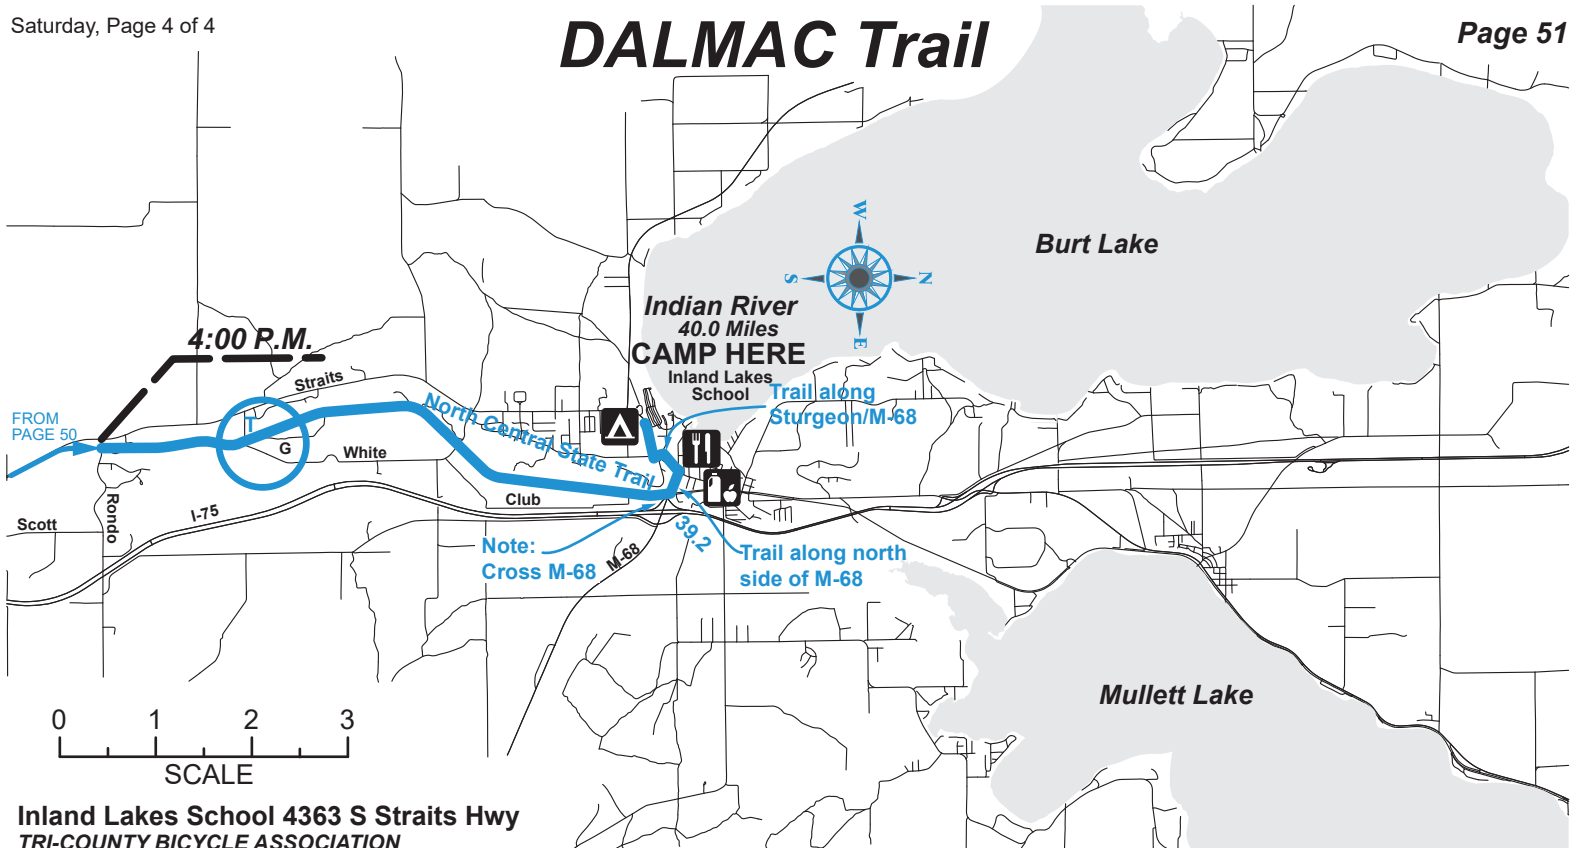 Saturday, Page 4 of 4
DALMAC Trail
Page 51
W
S
N
E
Burt Lake
Indian River
40.0 Miles
CAMP HERE
Inland Lakes
School
4:00 P.M.
Straits
Trail along
Sturgeon/M-68
FROM
PAGE 50
T
G
North Central State Trail
White
Club
Rondo
I-75
Scott
39.2
Note:
Cross M-68
M-68
Trail along north
side of M-68
Mullett Lake
0 1 2 3
SCALE
Inland Lakes School 4363 S Straits Hwy
TRI-COUNTY BICYCLE ASSOCIATION